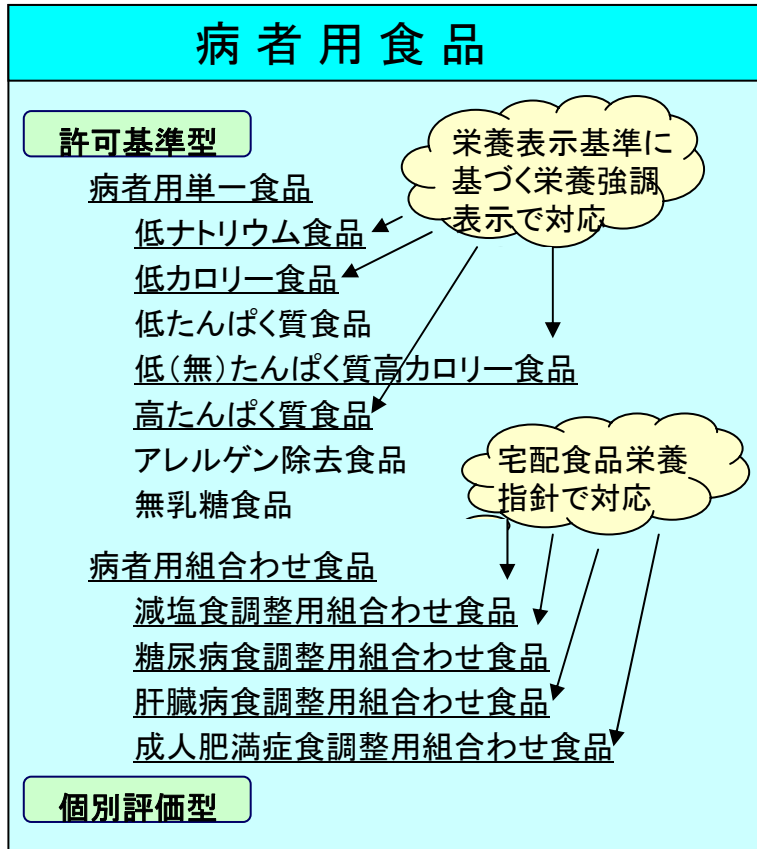 病者用食品
許可基準型
栄養表示基準に
基づく栄養強調
表示で対応
病者用単一食品
低ナトリウム食品
低カロリー食品
低たんぱく質食品
低（無）たんぱく質高カロリー食品
高たんぱく質食品
アレルゲン除去食品
無乳糖食品
宅配食品栄養
指針で対応
病者用組合わせ食品
減塩食調整用組合わせ食品
糖尿病食調整用組合わせ食品
肝臓病食調整用組合わせ食品
成人肥満症食調整用組合わせ食品
個別評価型